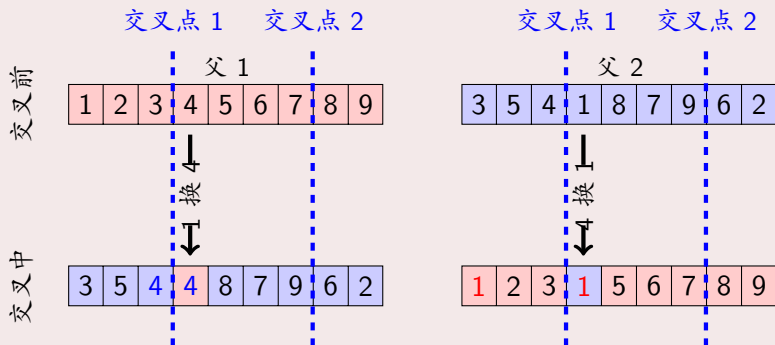 交叉点 1 交叉点 2
交叉点 1 交叉点 2
父 1
父 2
交叉前
1 2 3 4 5 6 7 8 9
3 5 4 1 8 7 9 6 2
1 换 4
4 换 1
交叉中
3 5 4 4 8 7 9 6 2
1 2 3 1 5 6 7 8 9